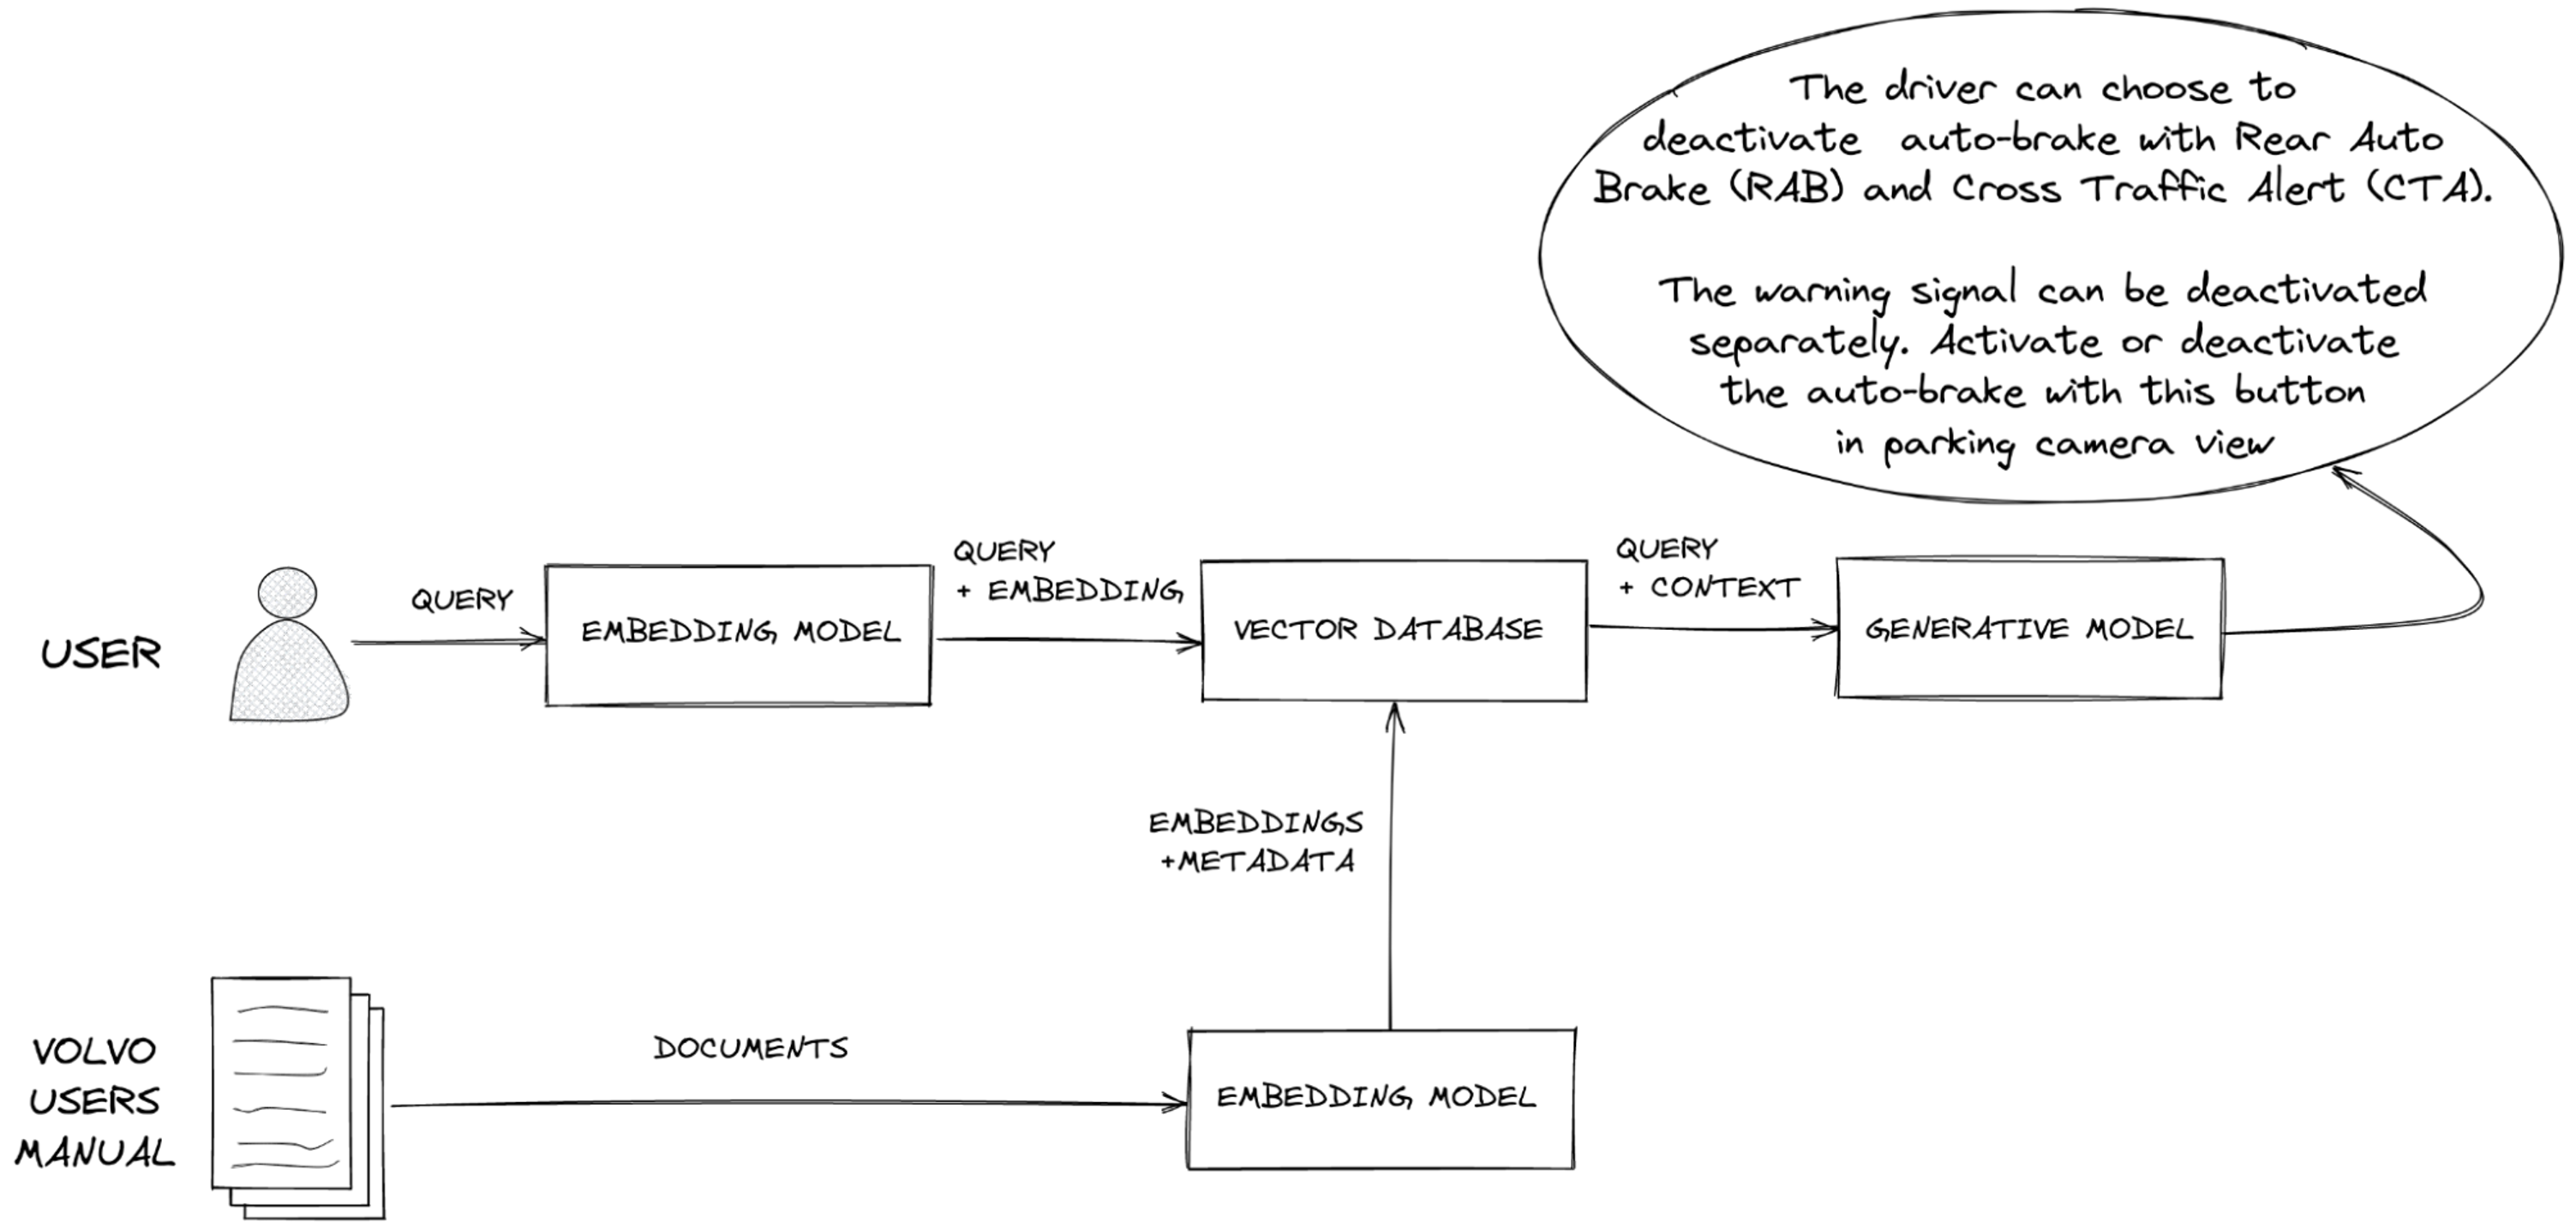 The driver can choose to
deactivate auto-brake with Rear Auto
Brake (RAB) and Cross Traffic Alert (CTA).
The warning signal can be deactivated
separately. Activate or deactivate
the auto-brake with this button
in parking camera view
USER
QUERY
EMBEDDING MODEL
QUERY
+ EMBEDDING
VECTOR DATABASE
QUERY
+ CONTEXT
GENERATIVE MODEL
EMBEDDINGS
+METADATA
VOLVO
USERS
MANUAL
DOCUMENTS
EMBEDDING MODEL